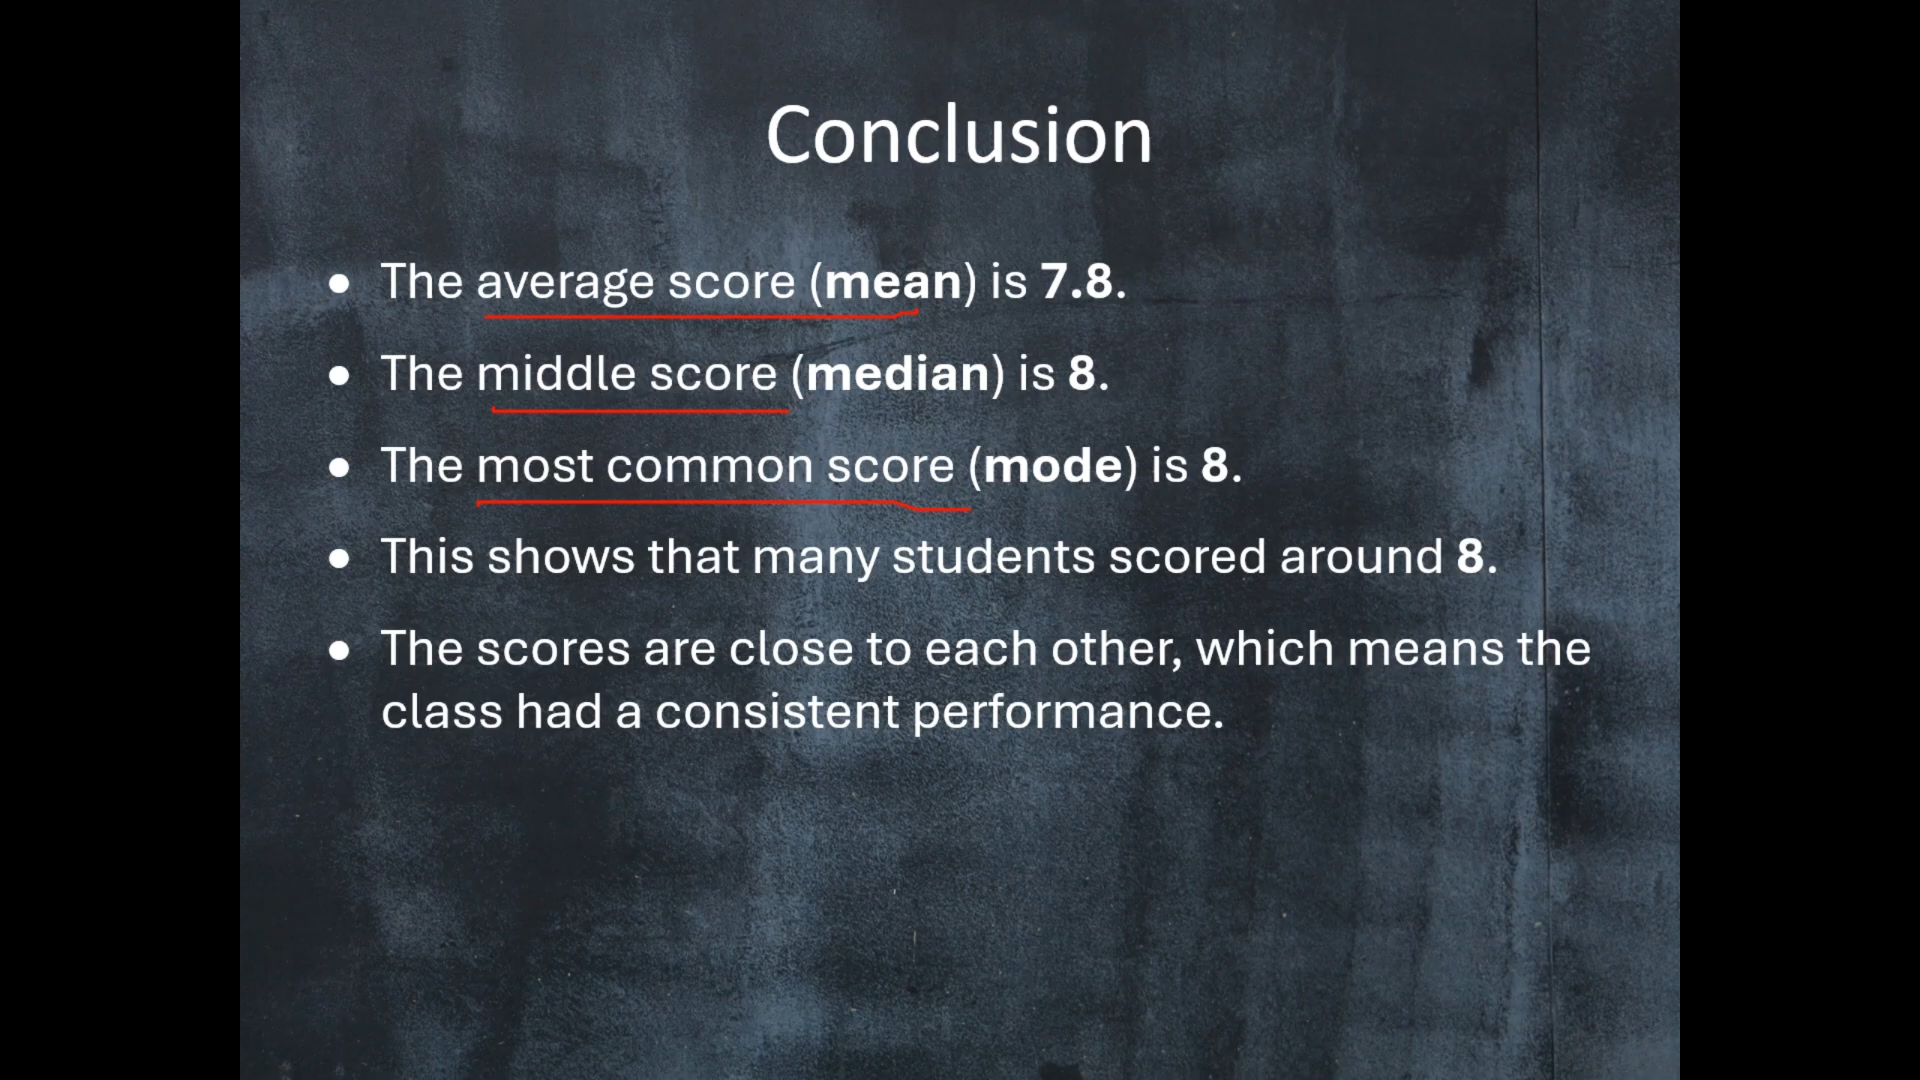 Conclusion
● The average score (mean) is 7.8.
● The middle score (median) is 8.
● The most common score (mode) is 8.
● This shows that many students scored around 8.
● The scores are close to each other, which means the
class had a consistent performance.